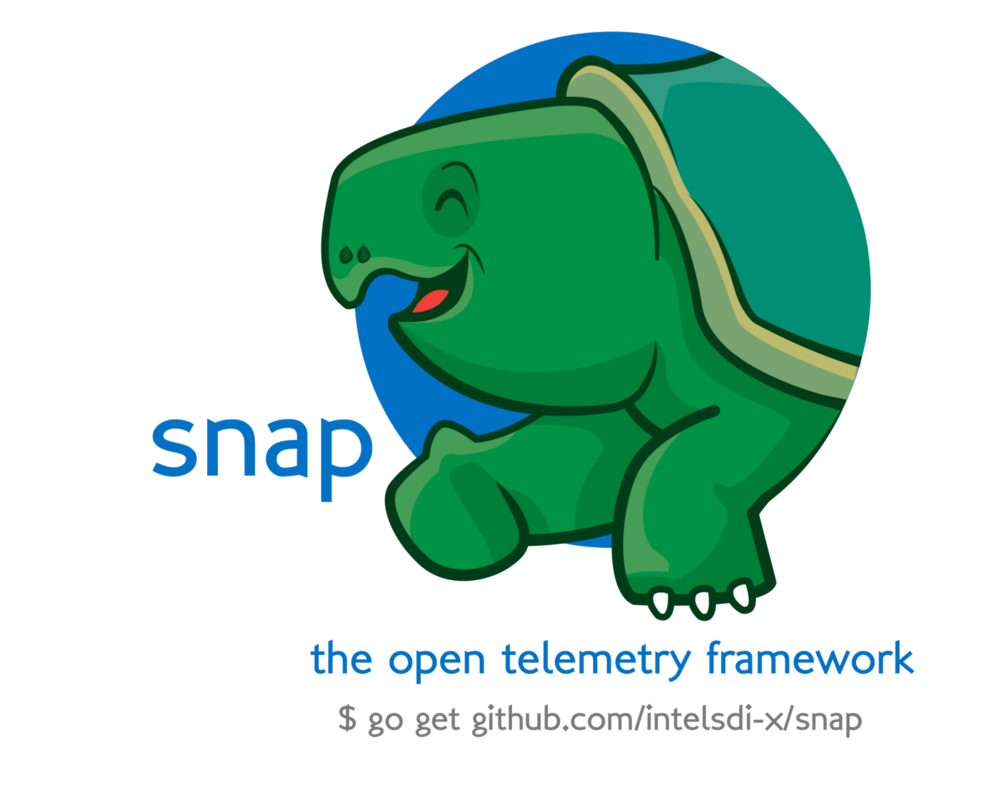 snap
the open telemetry framework
$ go get github.com/intelsdi-x/snap